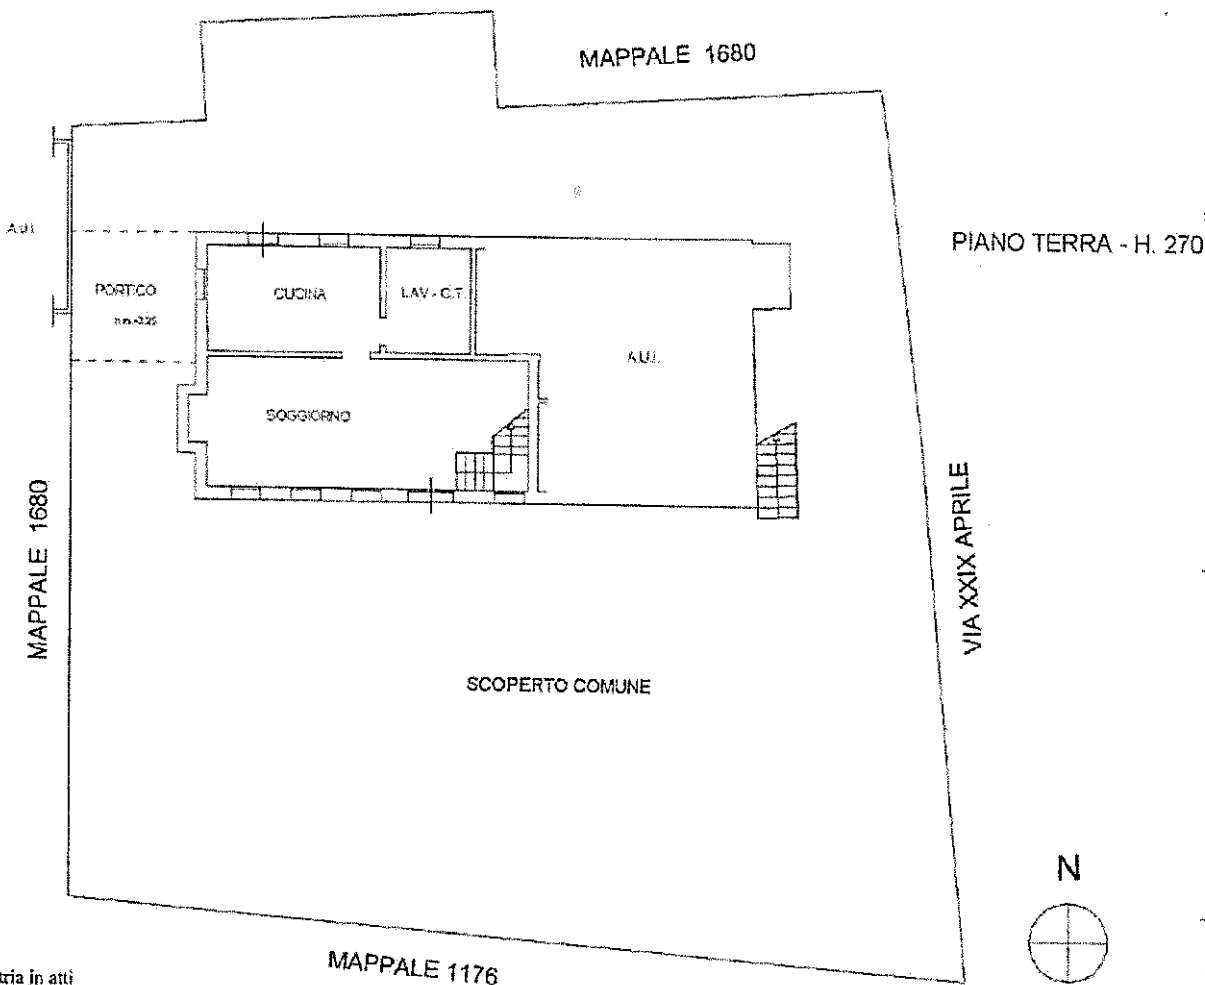 MAPPALE 1680
A.U.I.
PIANO TERRA - H. 270
PORTICO
CUCINA
LAV - C.T.
A.U.I.
SOGGIORNO
MAPPALE 1680
VIA XXIX APRILE
SCOPERTO COMUNE
N
MAPPALE 1176
tria in atti